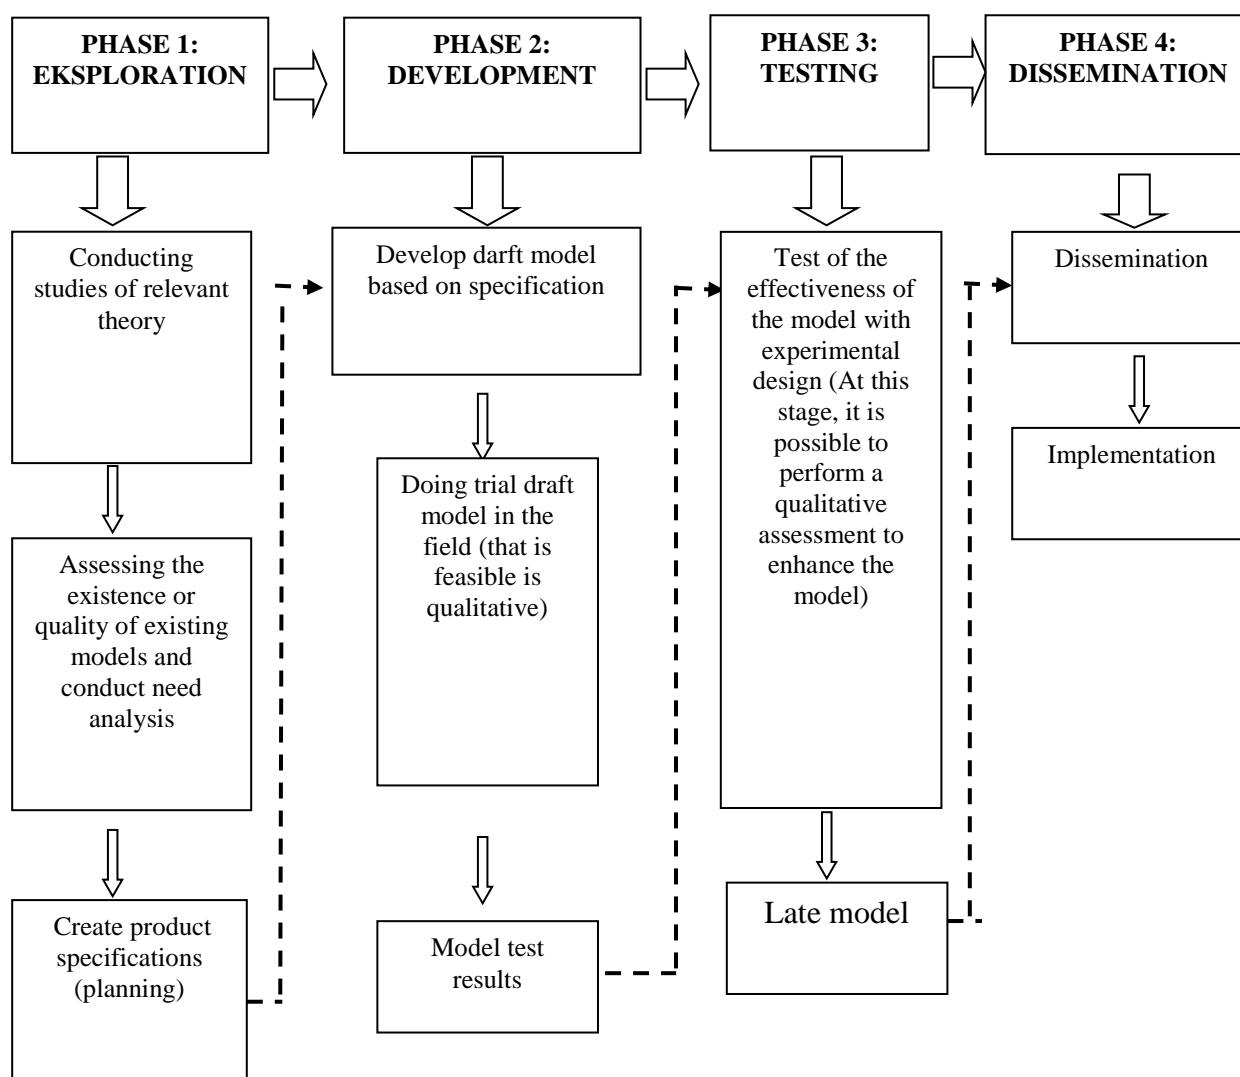 PHASE 1:
EKSPLORATION
PHASE 2:
DEVELOPMENT
PHASE 3:
TESTING
PHASE 4:
DISSEMINATION
Conducting
studies of relevant
theory
Assessing the
existence or
quality of existing
models and
conduct need
analysis
Create product
specifications
(planning)
Develop darft model
based on specification
Doing trial draft
model in the
field (that is
feasible is
qualitative)
Model test
results
Test of the
effectiveness of
the model with
experimental
design (At this
stage, it is
possible to
perform a
qualitative
assessment to
enhance the
model)
Late model
Dissemination
Implementation